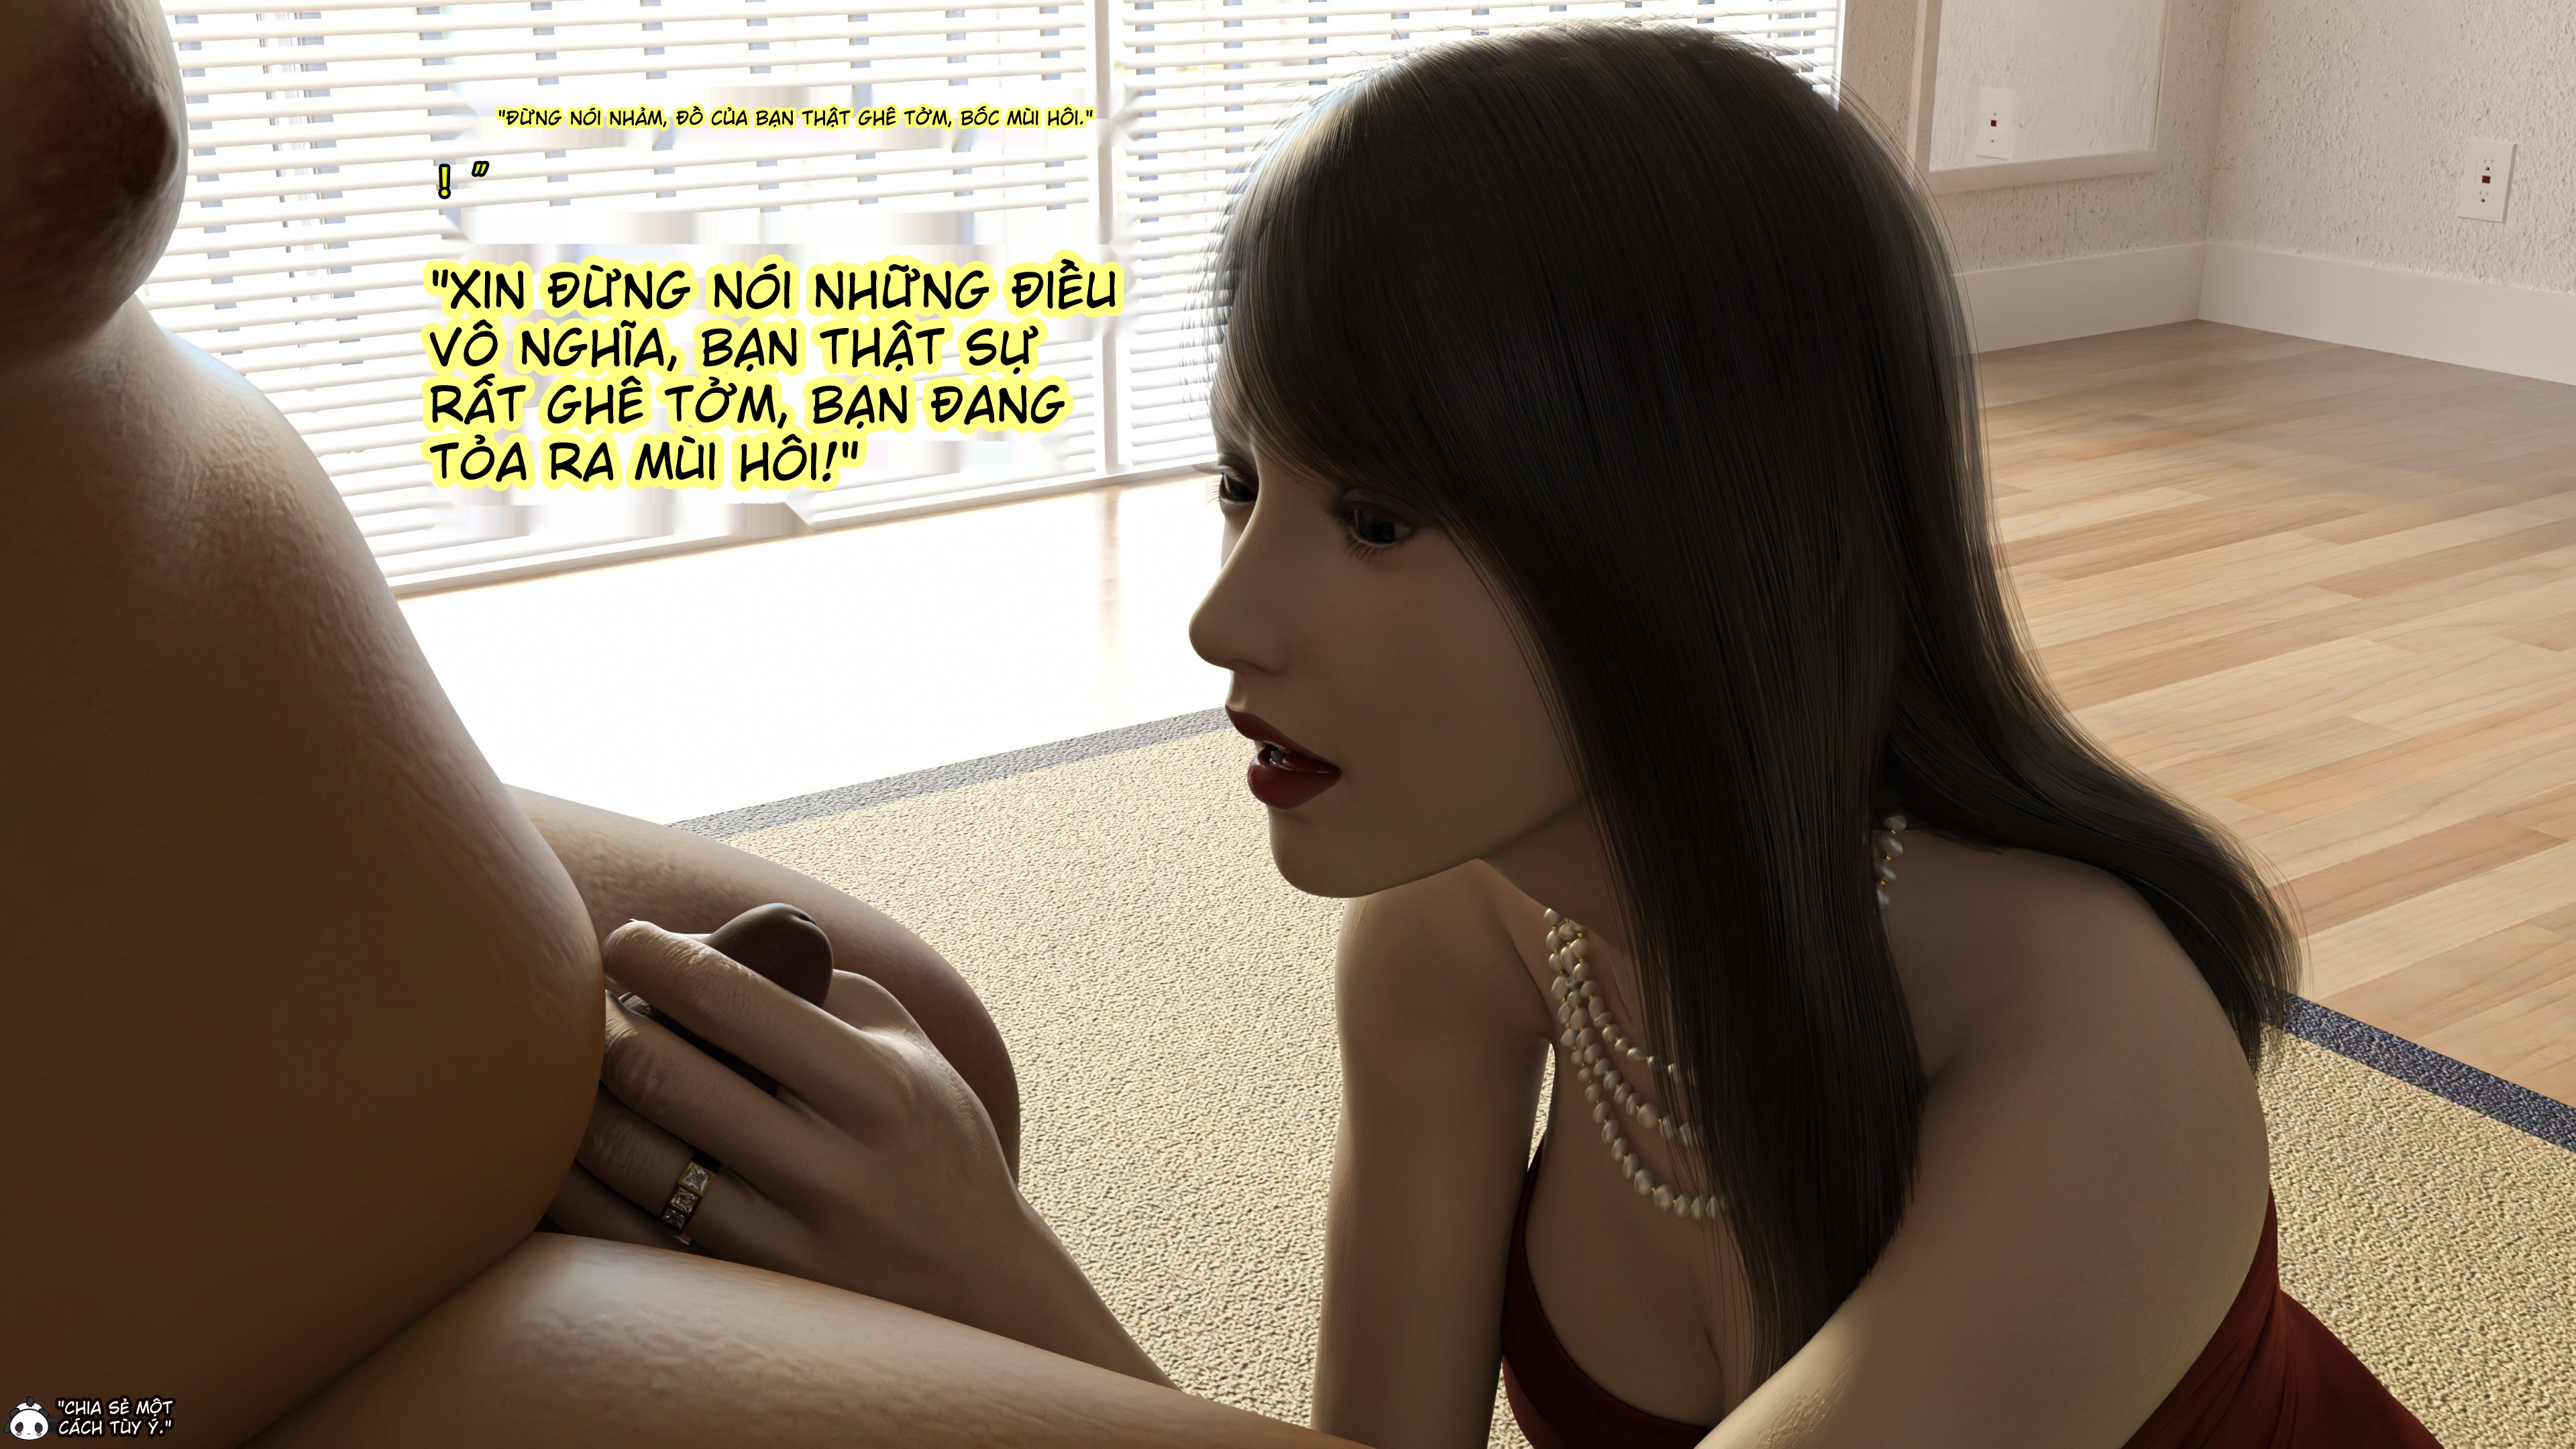 "ĐỪNG NÓI NHẢM, ĐỒ CỦA BẠN THẬT GHÊ TỞM, BỐC MÙI HÔI."
! "
"XIN ĐỪNG NÓI NHỮNG ĐIỀU
VÔ NGHĨA, BẠN THẬT SỰ
RẤT GHÊ TỞM, BẠN ĐANG
TỎA RA MÙI HÔI!"
"CHIA SẺ MỘT
CÁCH TÙY Ý."